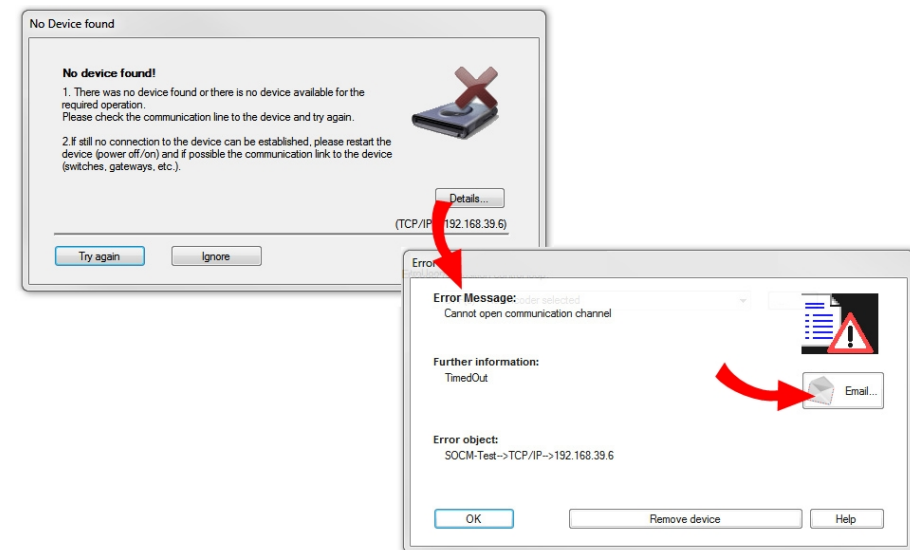 No Device found
No device found!
1. There was no device found or there is no device available for the
required operation.
Please check the communication line to the device and try again.
2.If still no connection to the device can be established, please restart the
device (power off/on) and if possible the communication link to the device
(switches, gateways, etc.).
Details...
(TCP/IP 192.168.39.6)
Try again
Ignore
Error
Error Message:
coder selected
Cannot open communication channel
Further information:
TimedOut
Email...
Error object:
SOCM-Test-->TCP/IP-->192.168.39.6
OK
Remove device
Help